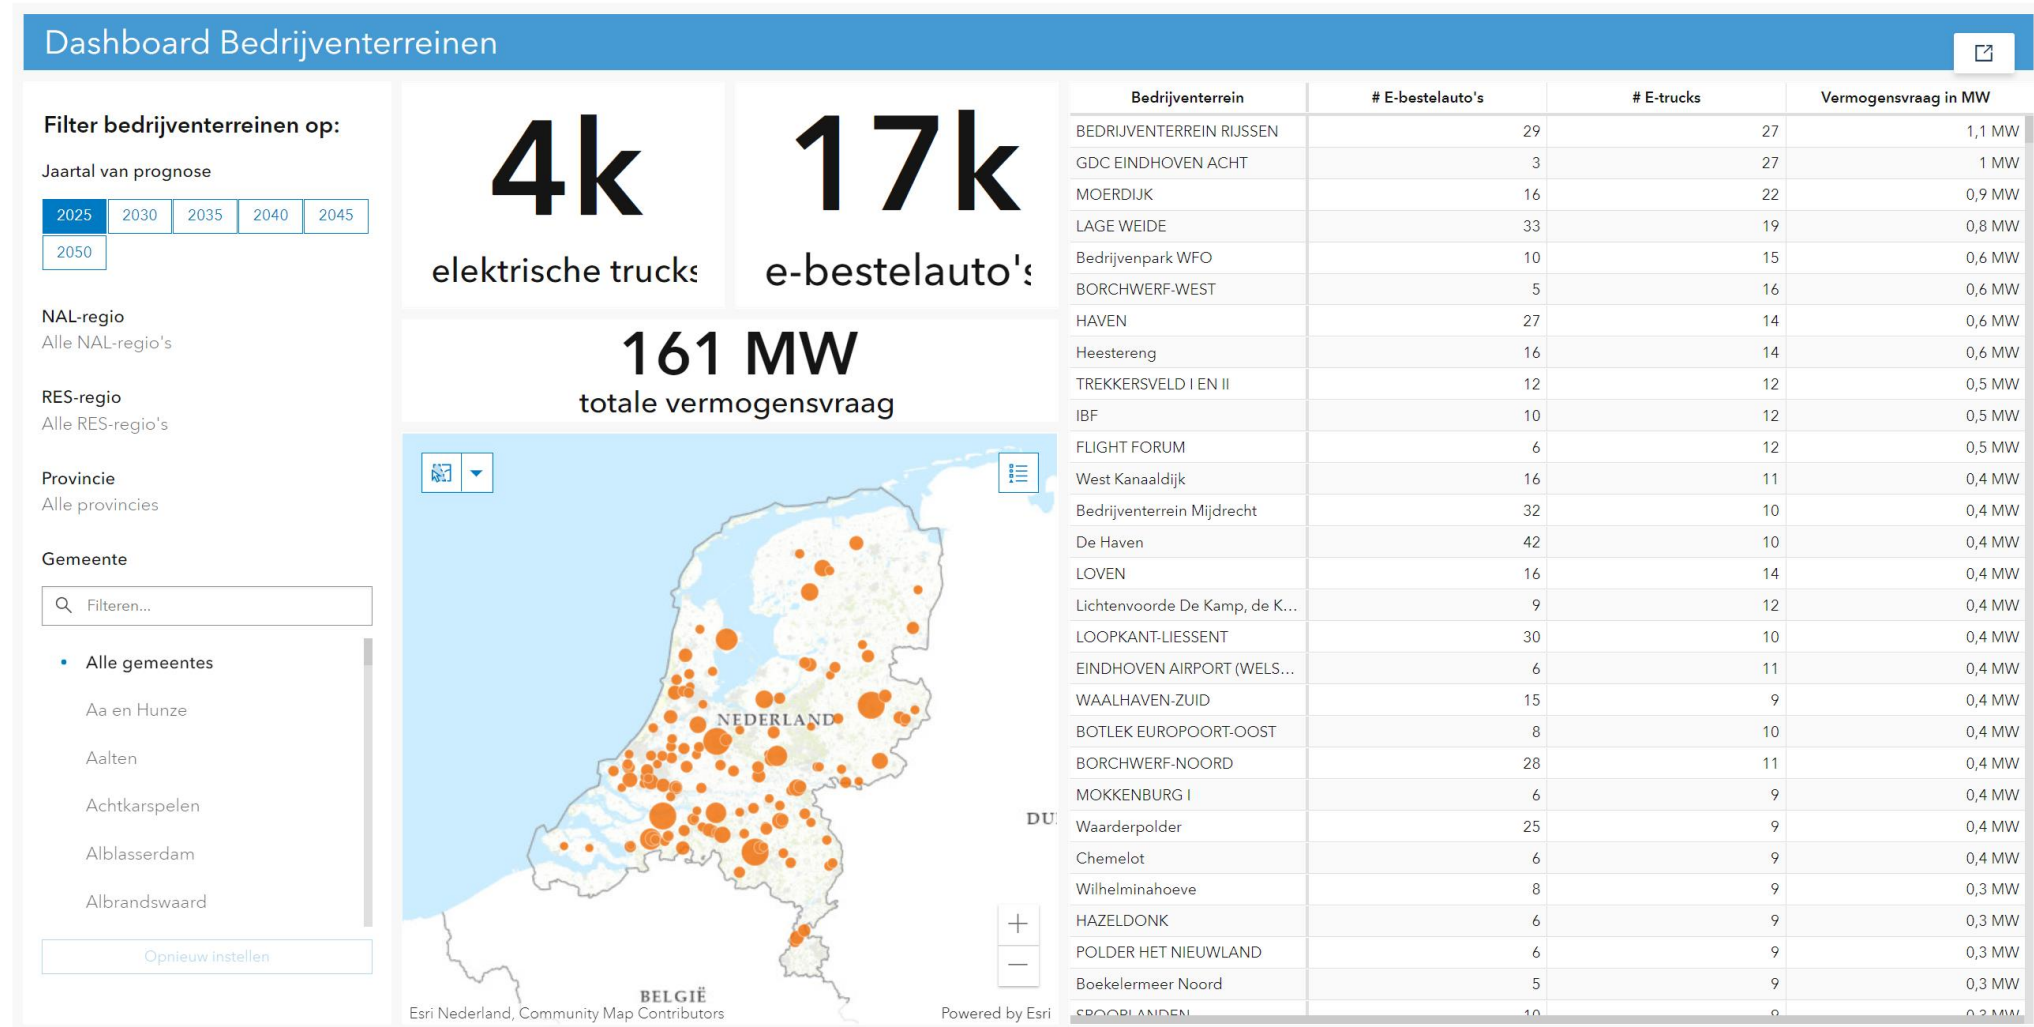 Dashboard Bedrijventerreinen
Filter bedrijventerreinen op:
Jaartal van prognose
2025 2030 2035 2040 2045
2050
NAL-regio
Alle NAL-regio's
RES-regio
Alle RES-regio's
Provincie
Alle provincies
Gemeente
Filteren...
Alle gemeentes
Aa en Hunze
Aalten
Achtkarspelen
Alblasserdam
Albrandswaard
Opnieuw instellen
4k
elektrische trucks
17k
e-bestelauto's
161 MW
totale vermogensvraag
NEDERLAND
DU
BELGIË
Esri Nederland, Community Map Contributors
Powered by Esri
Bedrijventerrein # E-bestelauto's # E-trucks Vermogensvraag in MW
BEDRIJVENTERREIN RIJSSEN 29 27 1,1 MW
GDC EINDHOVEN ACHT 3 27 1 MW
MOERDIJK 16 22 0,9 MW
LAGE WEIDE 33 19 0,8 MW
Bedrijvenpark WFO 10 15 0,6 MW
BORCHWERF-WEST 5 16 0,6 MW
HAVEN 27 14 0,6 MW
Heestereng 16 14 0,6 MW
TREKKERSVELD I EN II 12 12 0,5 MW
IBF 10 12 0,5 MW
FLIGHT FORUM 6 12 0,5 MW
West Kanaaldijk 16 11 0,4 MW
Bedrijventerrein Mijdrecht 32 10 0,4 MW
De Haven 42 10 0,4 MW
LOVEN 16 14 0,4 MW
Lichtenvoorde De Kamp, de K... 9 12 0,4 MW
LOOPKANT-LIESSENT 30 10 0,4 MW
EINDHOVEN AIRPORT (WELS... 6 11 0,4 MW
WAALHAVEN-ZUID 15 9 0,4 MW
BOTLEK EUROPOORT-OOST 8 10 0,4 MW
BORCHWERF-NOORD 28 11 0,4 MW
MOKKENBURG I 6 9 0,4 MW
Waarderpolder 25 9 0,4 MW
Chemelot 6 9 0,4 MW
Wilhelminahoeve 8 9 0,3 MW
HAZELDONK 6 9 0,3 MW
POLDER HET NIEUWLAND 6 9 0,3 MW
Boekelermeer Noord 5 9 0,3 MW
SPOORLANDEN 10 9 0,3 MW